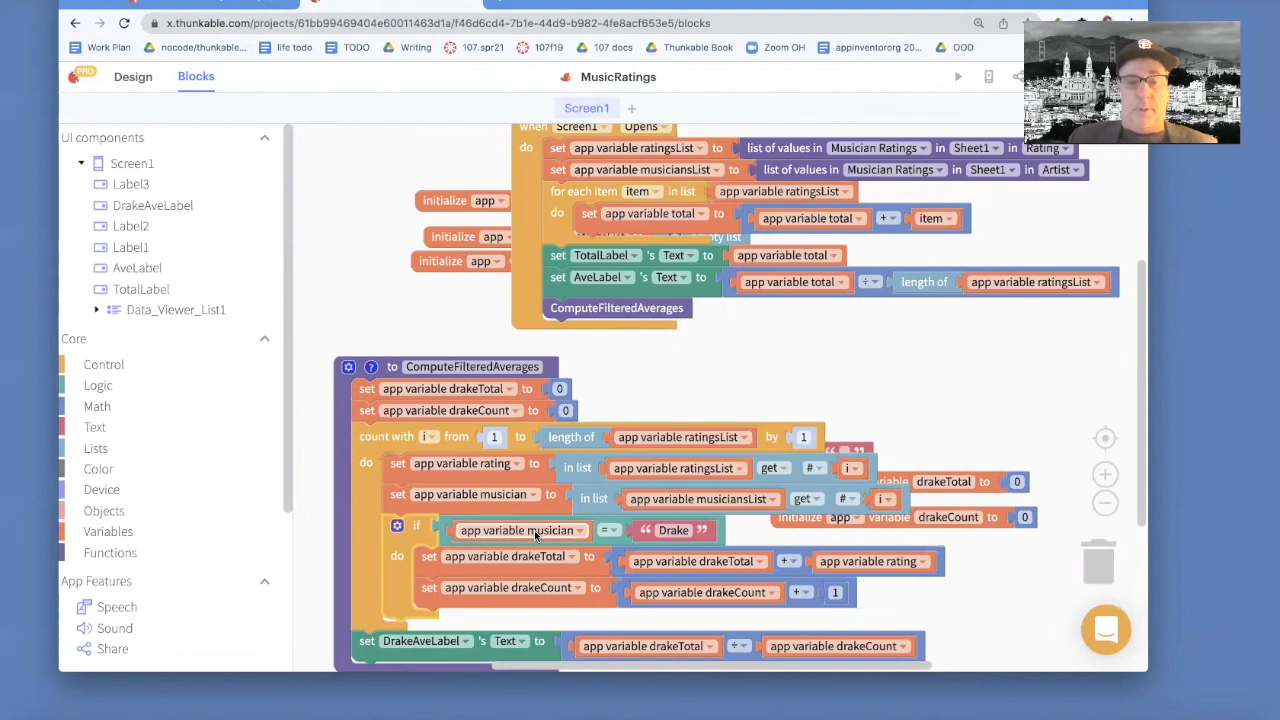 x.thunkable.com/projects/61bb99469404e60011463d1a/f46d6cd4-7b1e-44d9-b982-4fe8acf653e5/blocks
Work Plan nocode/thunkable... life todo TODO Writing 107.spr21 107f19 107 docs Thunkable Book Zoom OH appinventororg 20... OOD
PRO Design Blocks MusicRatings
Screen1 +
UI components
Screen1
Label3
DrakeAveLabel
Label2
Label1
AveLabel
TotalLabel
Data_Viewer_List1
Core
Control
Logic
Math
Text
Lists
Color
Device
Objects
Variables
Functions
App Features
Speech
Sound
Share
when Screen1 Opens
do set app variable ratingsList to list of values in Musician Ratings in Sheet1 in Rating
set app variable musiciansList to list of values in Musician Ratings in Sheet1 in Artist
for each item item in list app variable ratingsList
do set app variable total to app variable total + item
initialize app
initialize app
initialize app
empty list
set TotalLabel 's Text to app variable total
set AveLabel 's Text to app variable total ÷ length of app variable ratingsList
ComputeFilteredAverages
? to ComputeFilteredAverages
set app variable drakeTotal to 0
set app variable drakeCount to 0
count with i from 1 to length of app variable ratingsList by 1
do set app variable rating to in list app variable ratingsList get # i
set app variable musician to in list app variable musiciansList get # i
if app variable musician = “ Drake ”
do set app variable drakeTotal to app variable drakeTotal + app variable rating
set app variable drakeCount to app variable drakeCount + 1
set DrakeAveLabel 's Text to app variable drakeTotal ÷ app variable drakeCount
variable drakeTotal to 0
initialize app variable drakeCount to 0